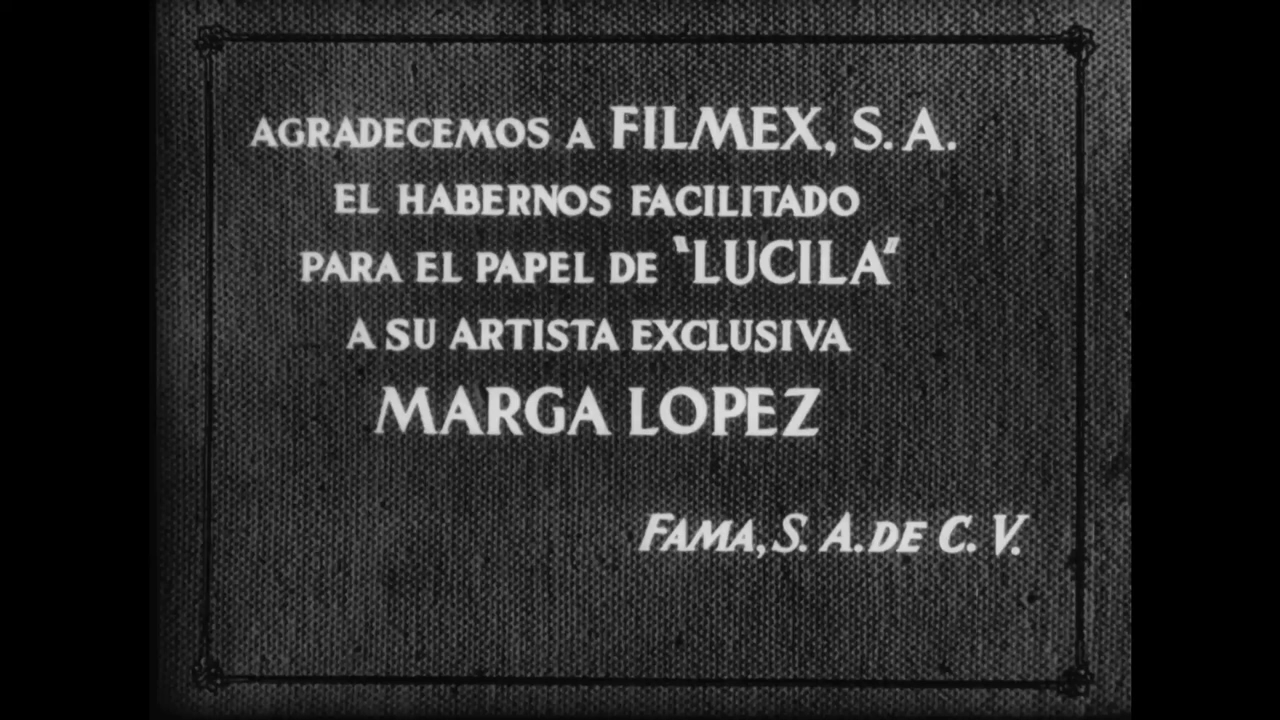 AGRADECEMOS A FILMEX, S. A.
EL HABERNOS FACILITADO
PARA EL PAPEL DE "LUCILA"
A SU ARTISTA EXCLUSIVA
MARGA LOPEZ
FAMA, S. A. DE C. V.